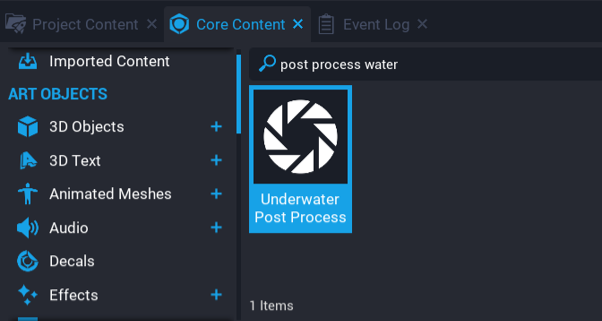 Project Content
Core Content
Event Log
Imported Content
ART OBJECTS
3D Objects
3D Text
Animated Meshes
Audio
Decals
Effects
post process water
Underwater
Post Process
1 Items